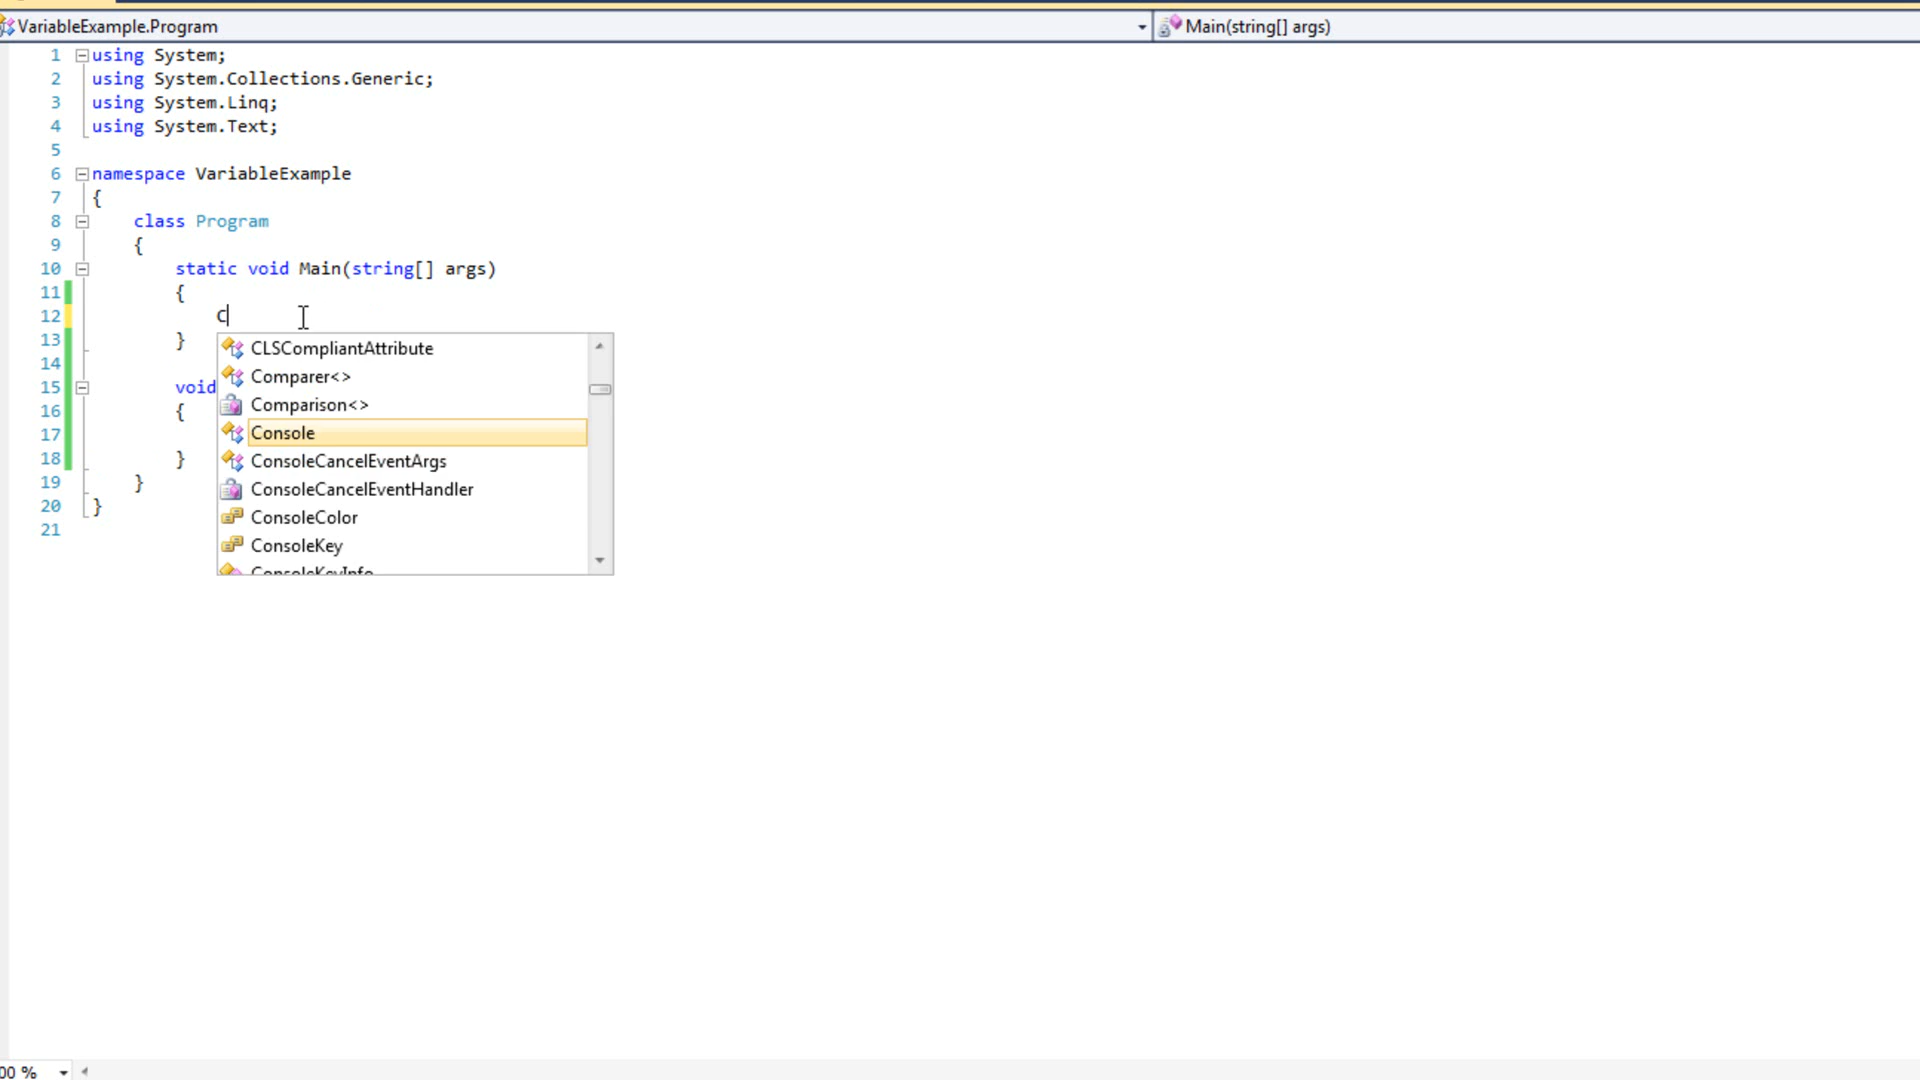 VariableExample.Program
Main(string[] args)
1 using System;
2 using System.Collections.Generic;
3 using System.Linq;
4 using System.Text;
5
6 namespace VariableExample
7 {
8 class Program
9 {
10 static void Main(string[] args)
11 {
12 C
13 }
14
15 void
16 {
17
18 }
19 }
20 }
21
CLSCompliantAttribute
Comparer<>
Comparison<>
Console
ConsoleCancelEventArgs
ConsoleCancelEventHandler
ConsoleColor
ConsoleKey
ConsoleKeyInfo
00 %